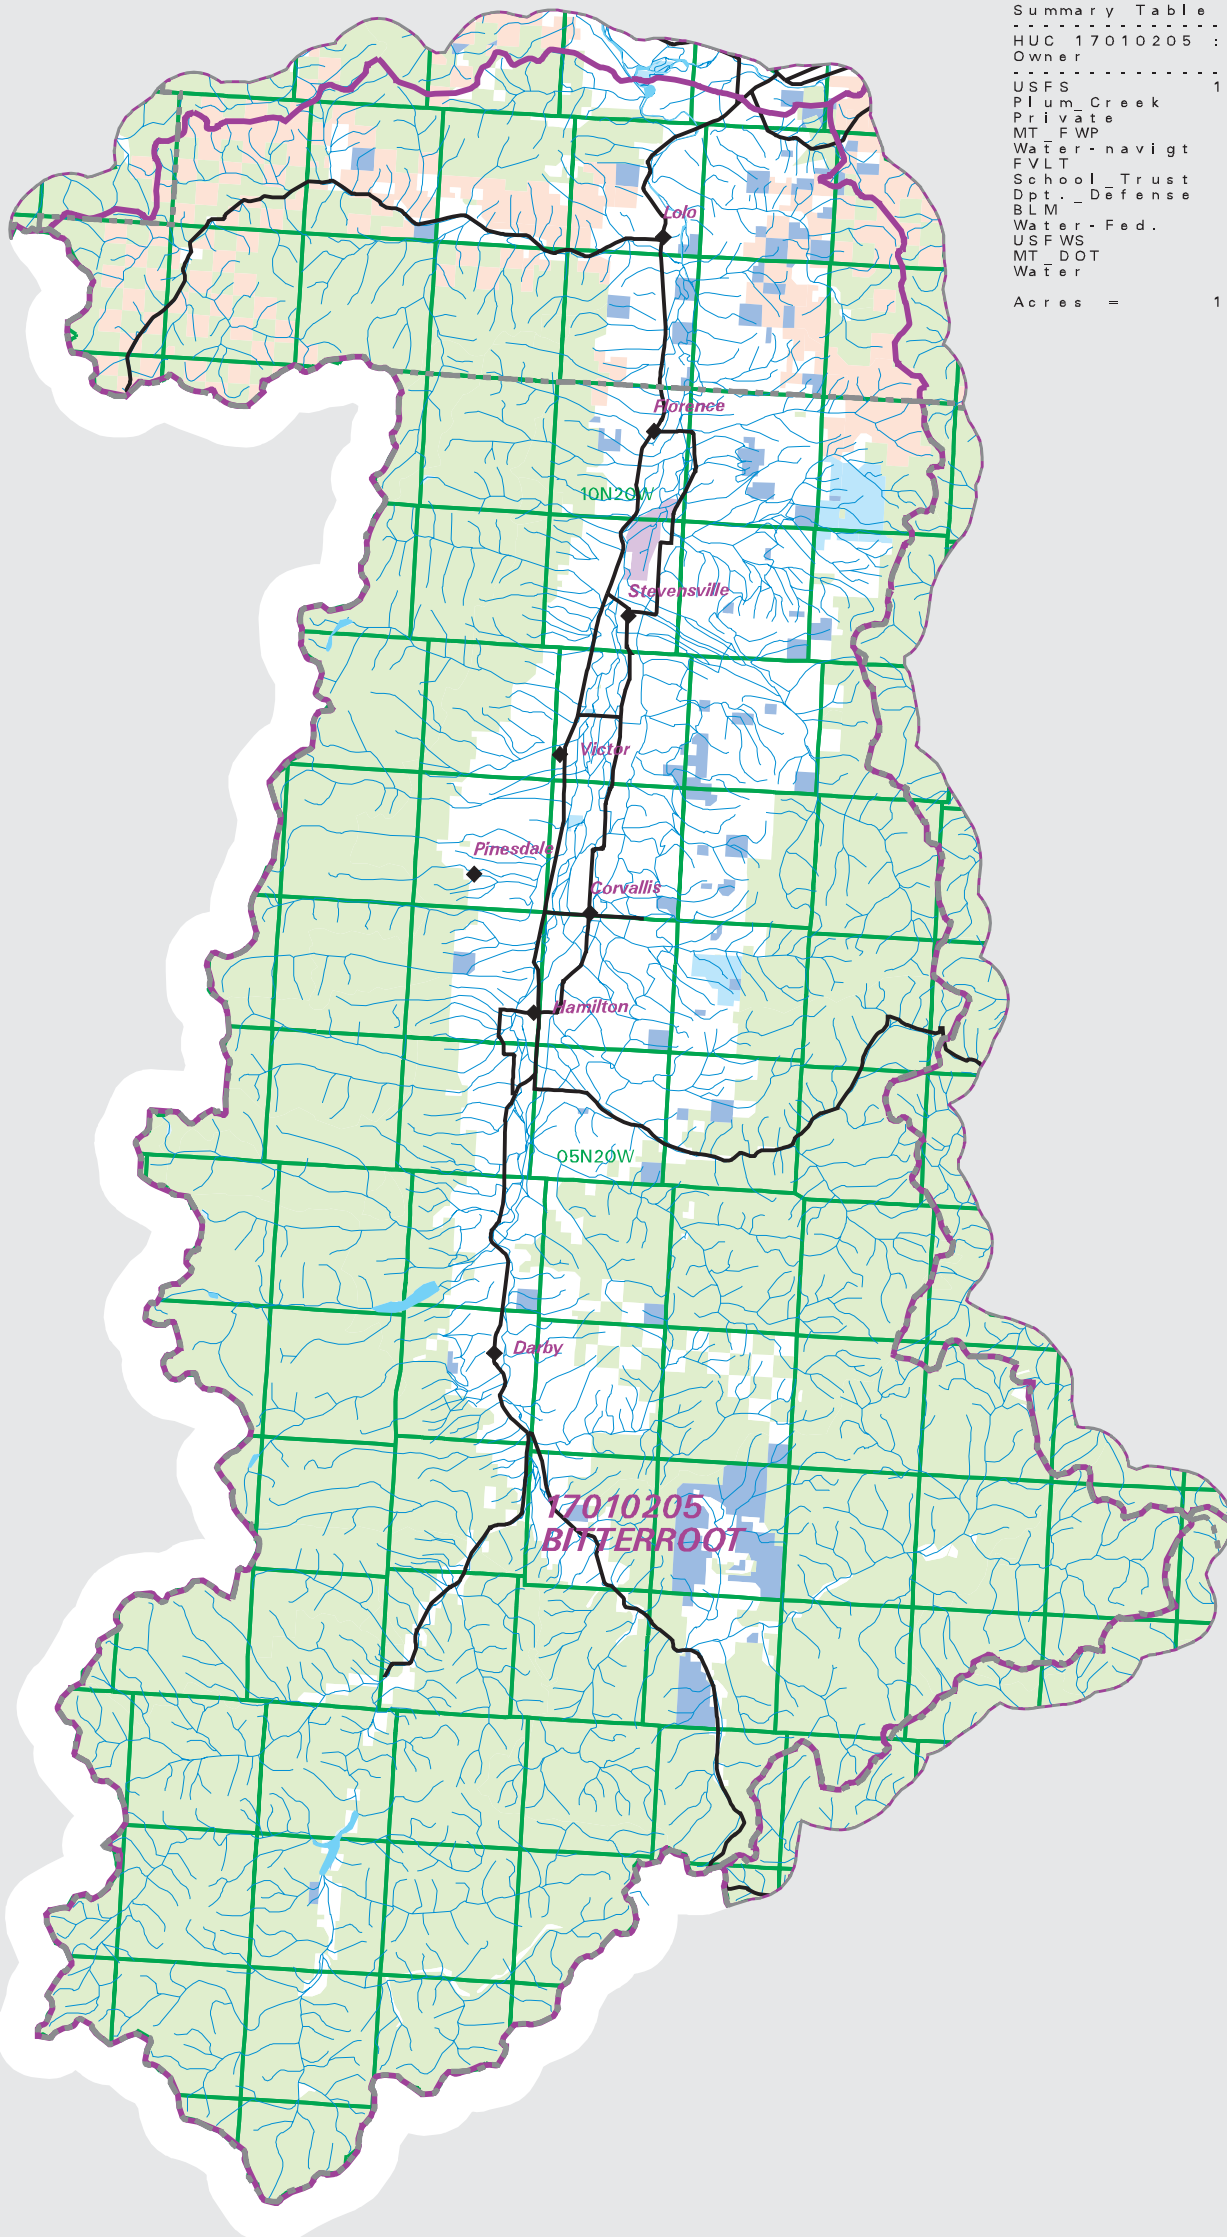 Summary Table
- - - - - - - - - - - - - -
HUC 17010205 :
Owner
- - - - - - - - - - - - - -
USFS 1
Plum_Creek
Private
MT_FWP
Water-navigt
FVLT
School_Trust
Dpt._Defense
BLM
Water-Fed.
USFWS
MT_DOT
Water
Acres = 1
Lolo
Florence
10N20W
Stevensville
Victor
Pinesdale
Corvallis
Hamilton
05N20W
Darby
17010205
BITTERROOT